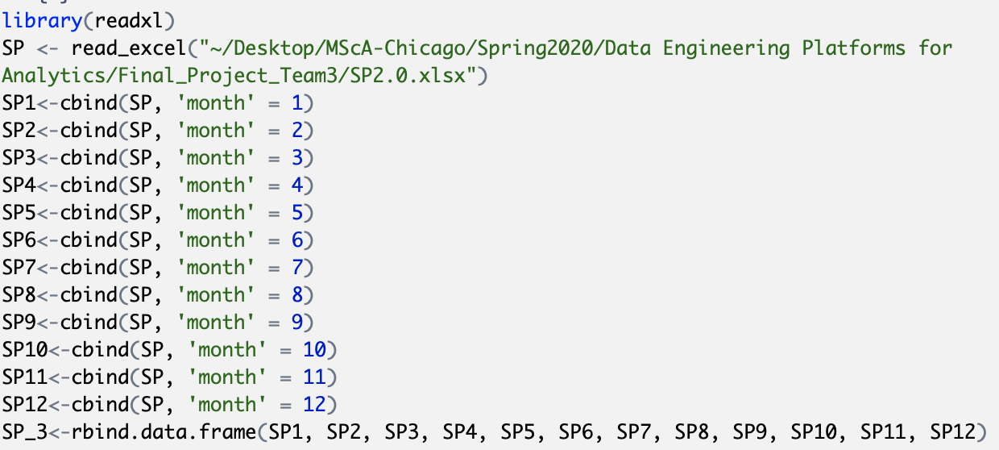 library(readxl)
SP <- read_excel("~/Desktop/MScA-Chicago/Spring2020/Data Engineering Platforms for
Analytics/Final_Project_Team3/SP2.0.xlsx")
SP1<-cbind(SP, 'month' = 1)
SP2<-cbind(SP, 'month' = 2)
SP3<-cbind(SP, 'month' = 3)
SP4<-cbind(SP, 'month' = 4)
SP5<-cbind(SP, 'month' = 5)
SP6<-cbind(SP, 'month' = 6)
SP7<-cbind(SP, 'month' = 7)
SP8<-cbind(SP, 'month' = 8)
SP9<-cbind(SP, 'month' = 9)
SP10<-cbind(SP, 'month' = 10)
SP11<-cbind(SP, 'month' = 11)
SP12<-cbind(SP, 'month' = 12)
SP_3<-rbind.data.frame(SP1, SP2, SP3, SP4, SP5, SP6, SP7, SP8, SP9, SP10, SP11, SP12)